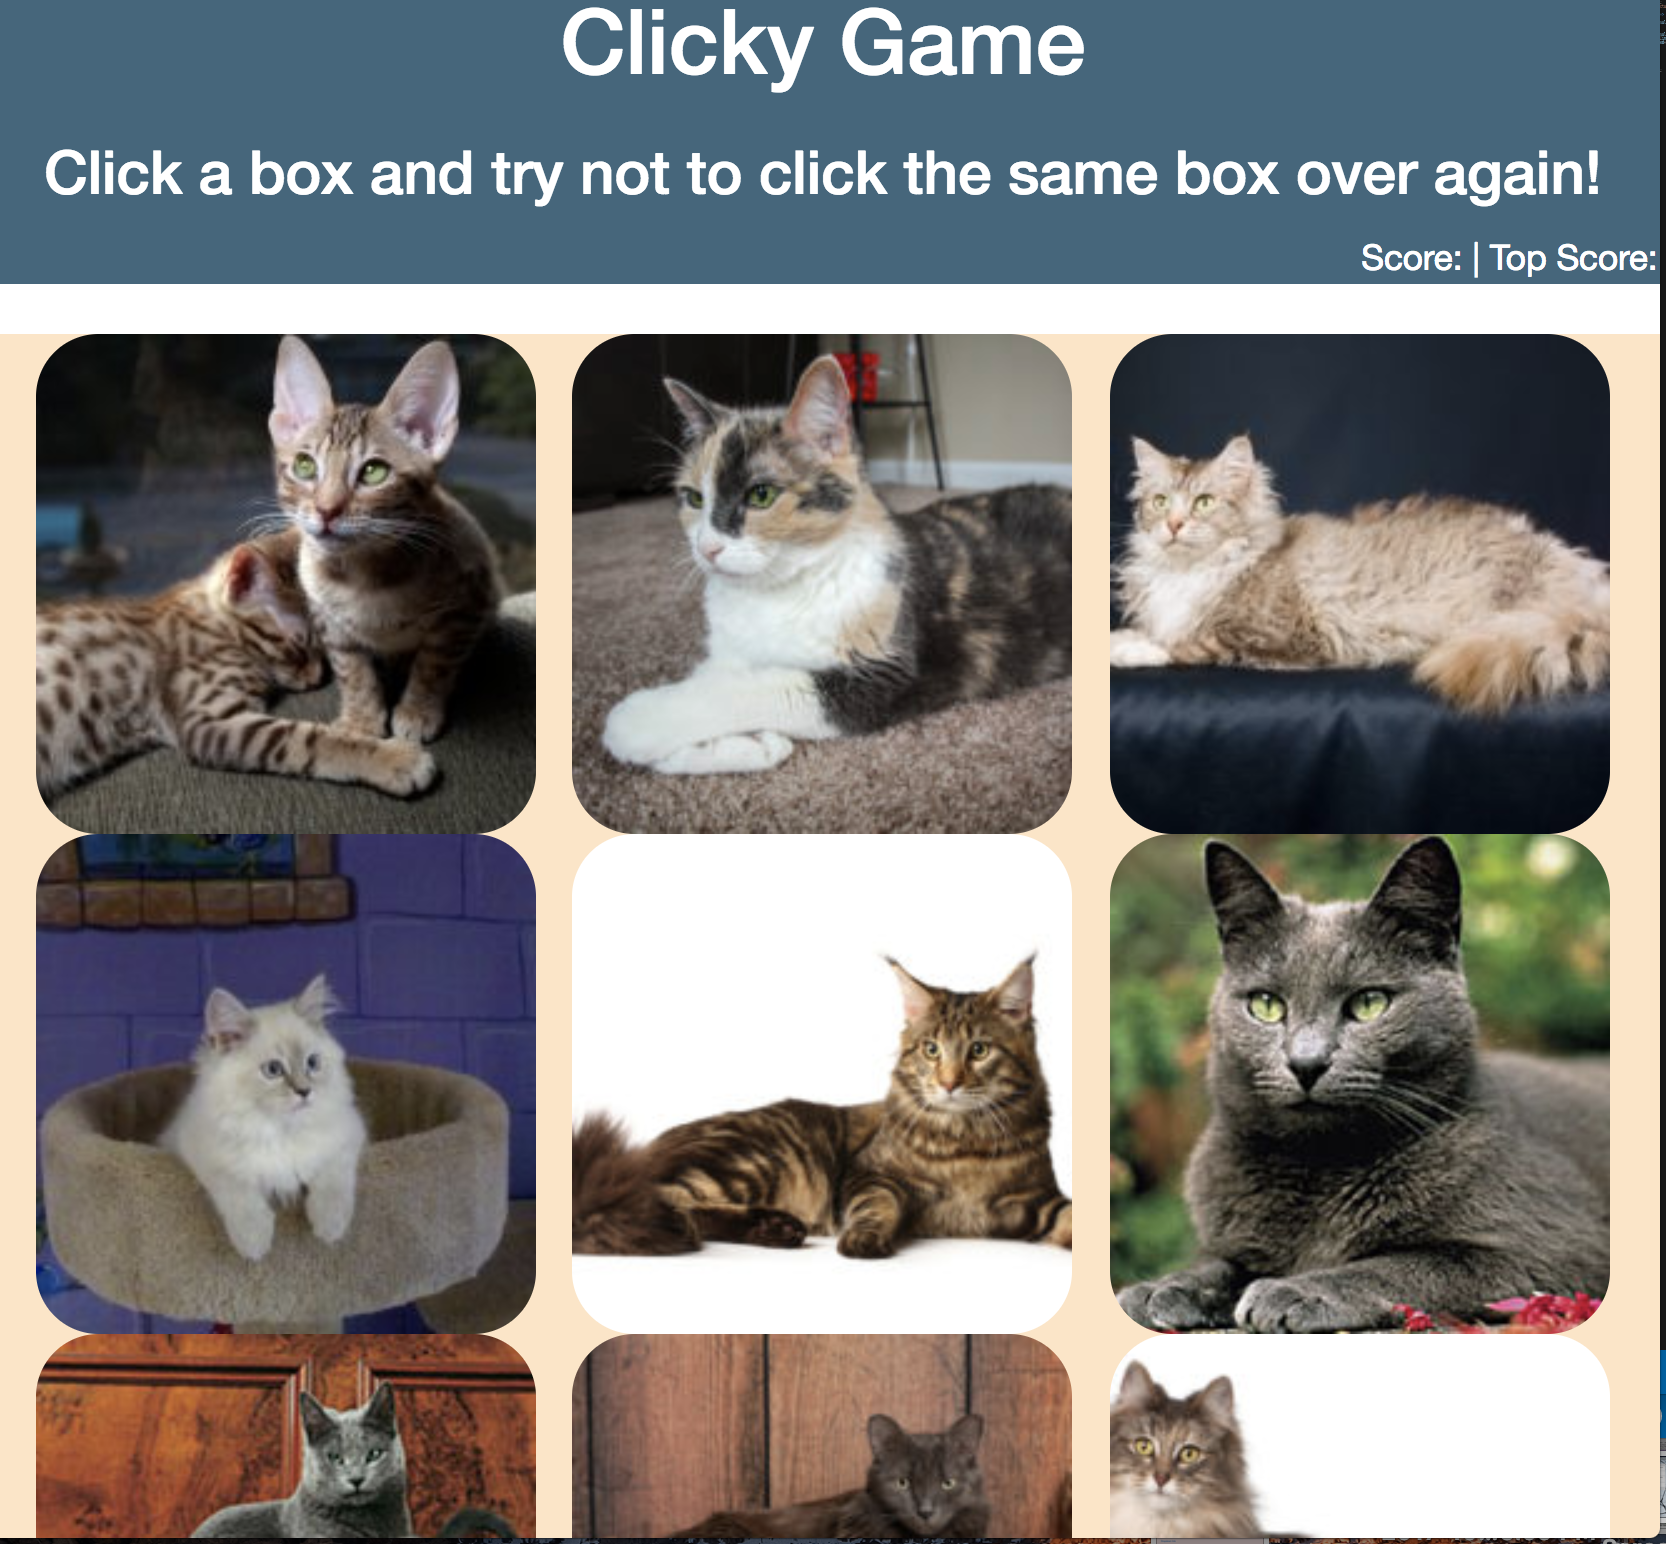 Clicky Game
Click a box and try not to click the same box over again!
Score: | Top Score: